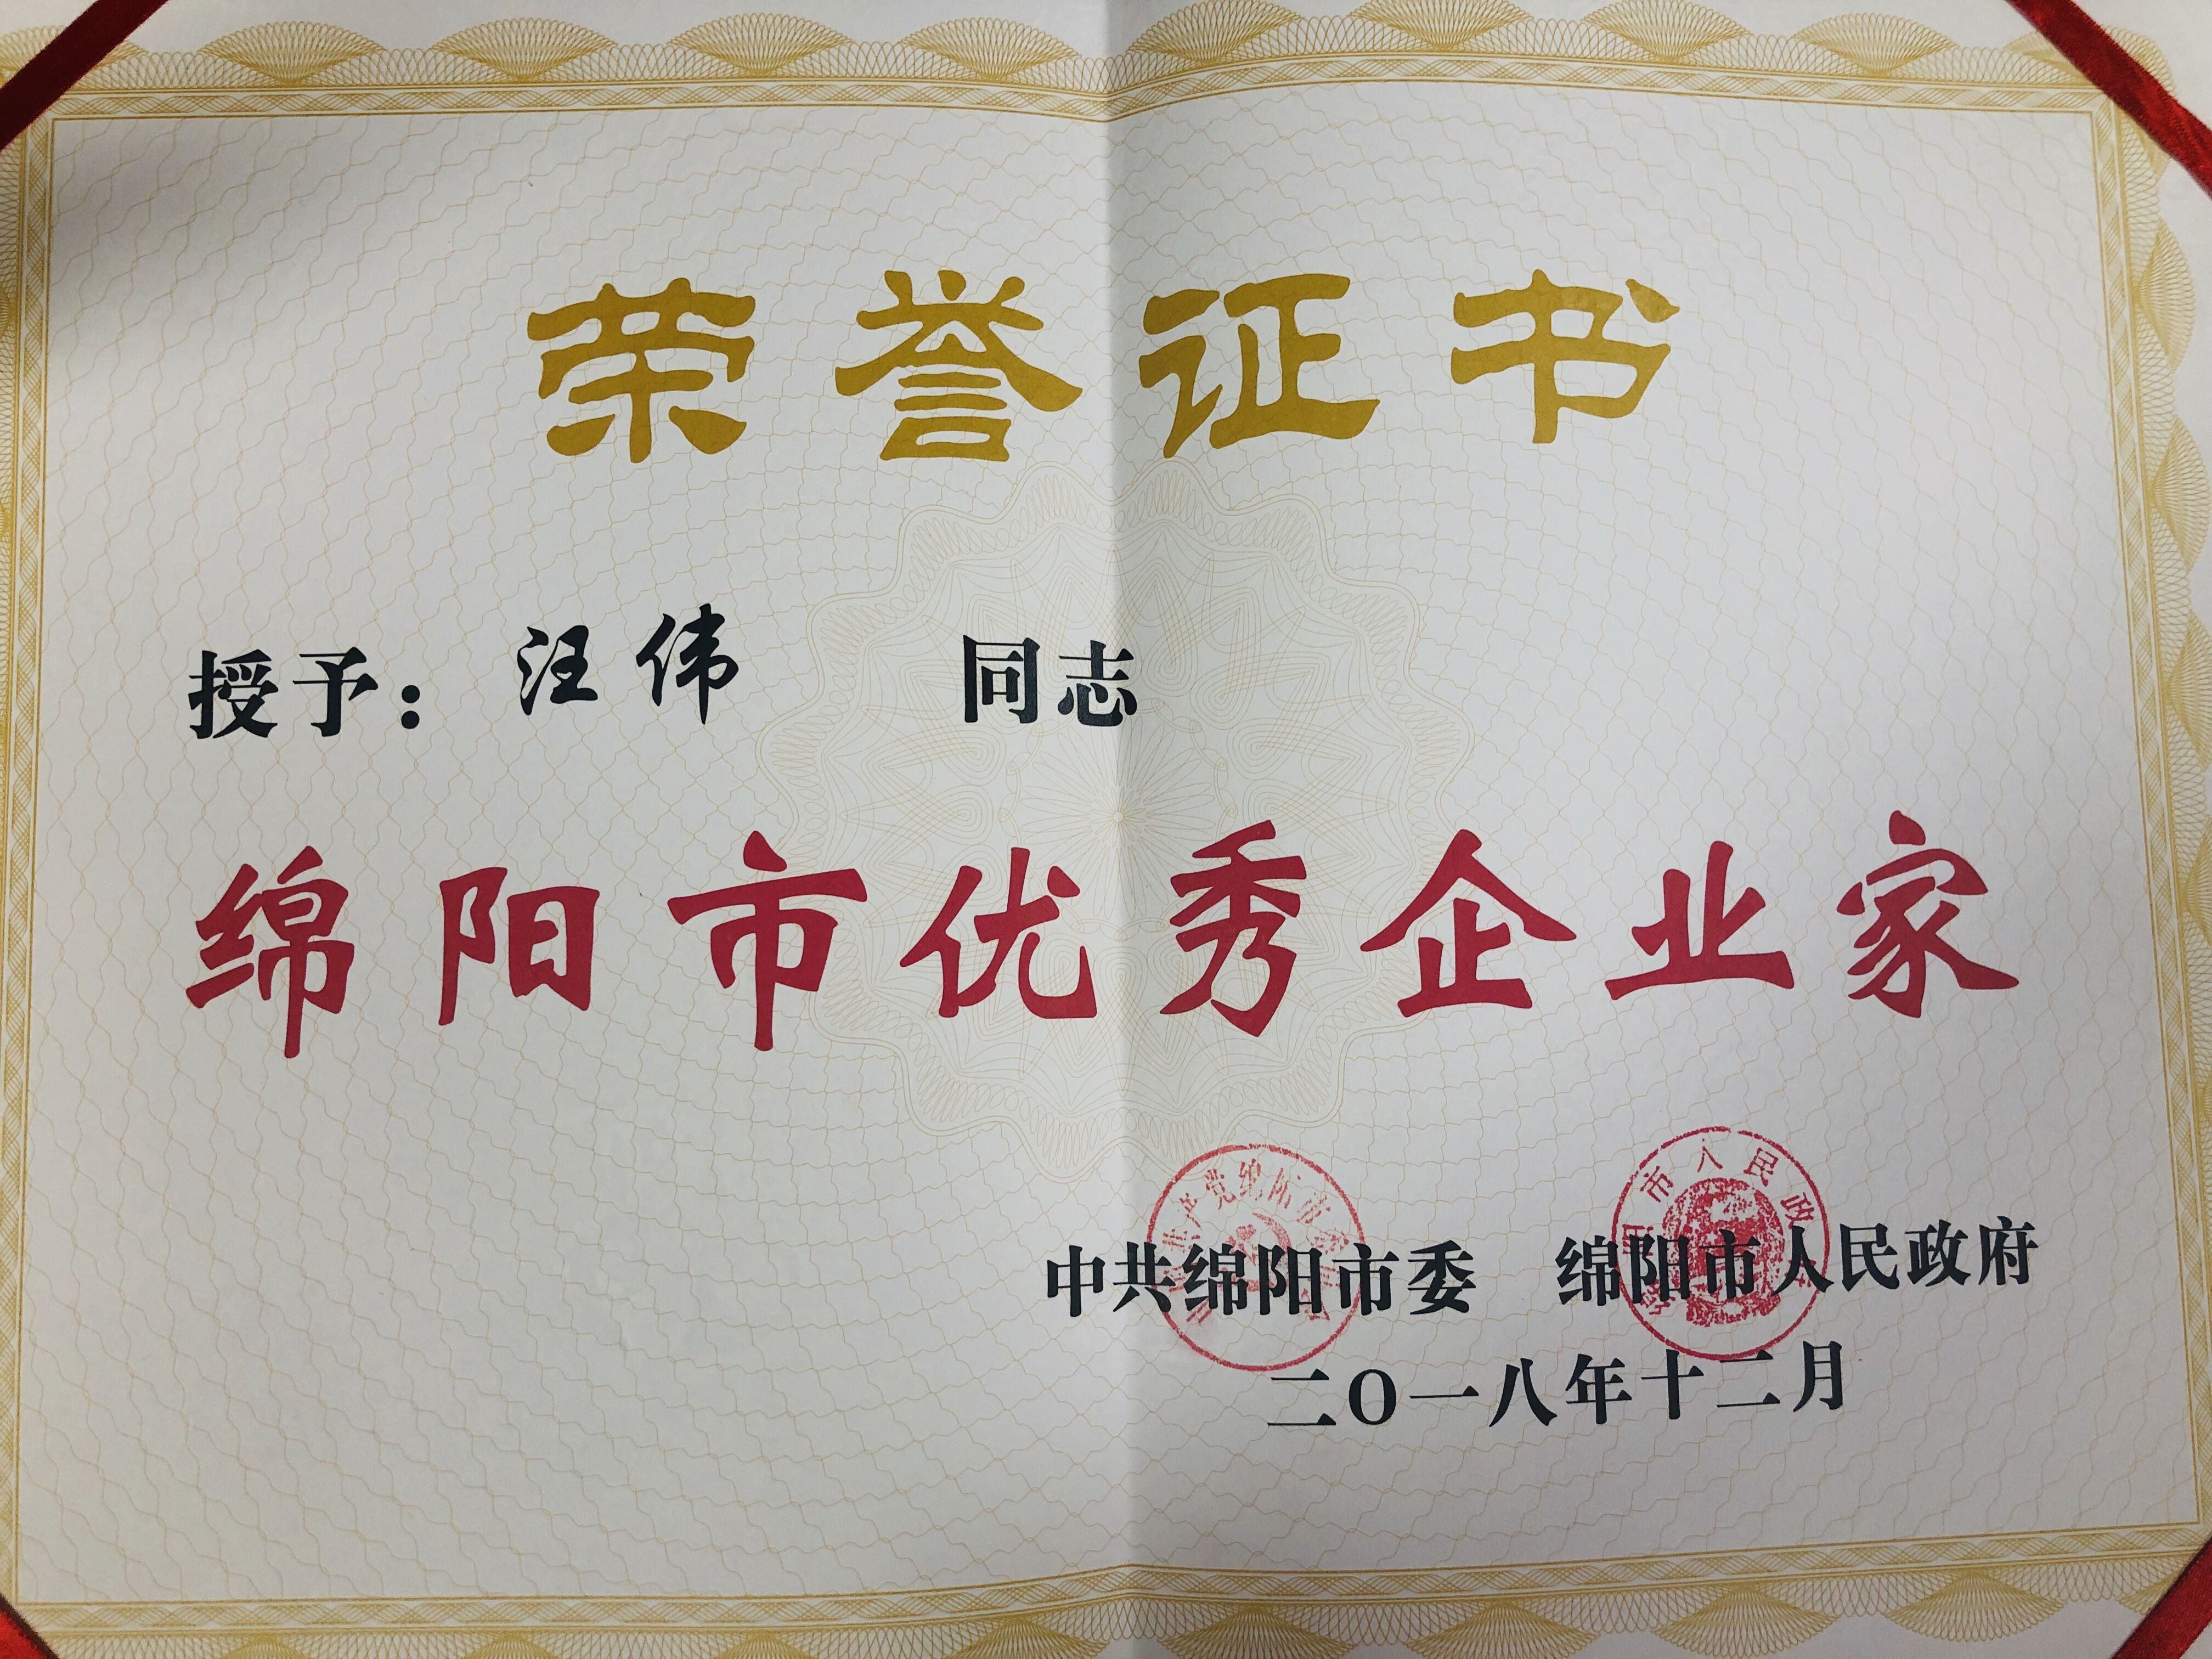 荣誉证书
授予：汪伟 同志
绵阳市优秀企业家
中共绵阳市委 绵阳市人民政府
二〇一八年十二月